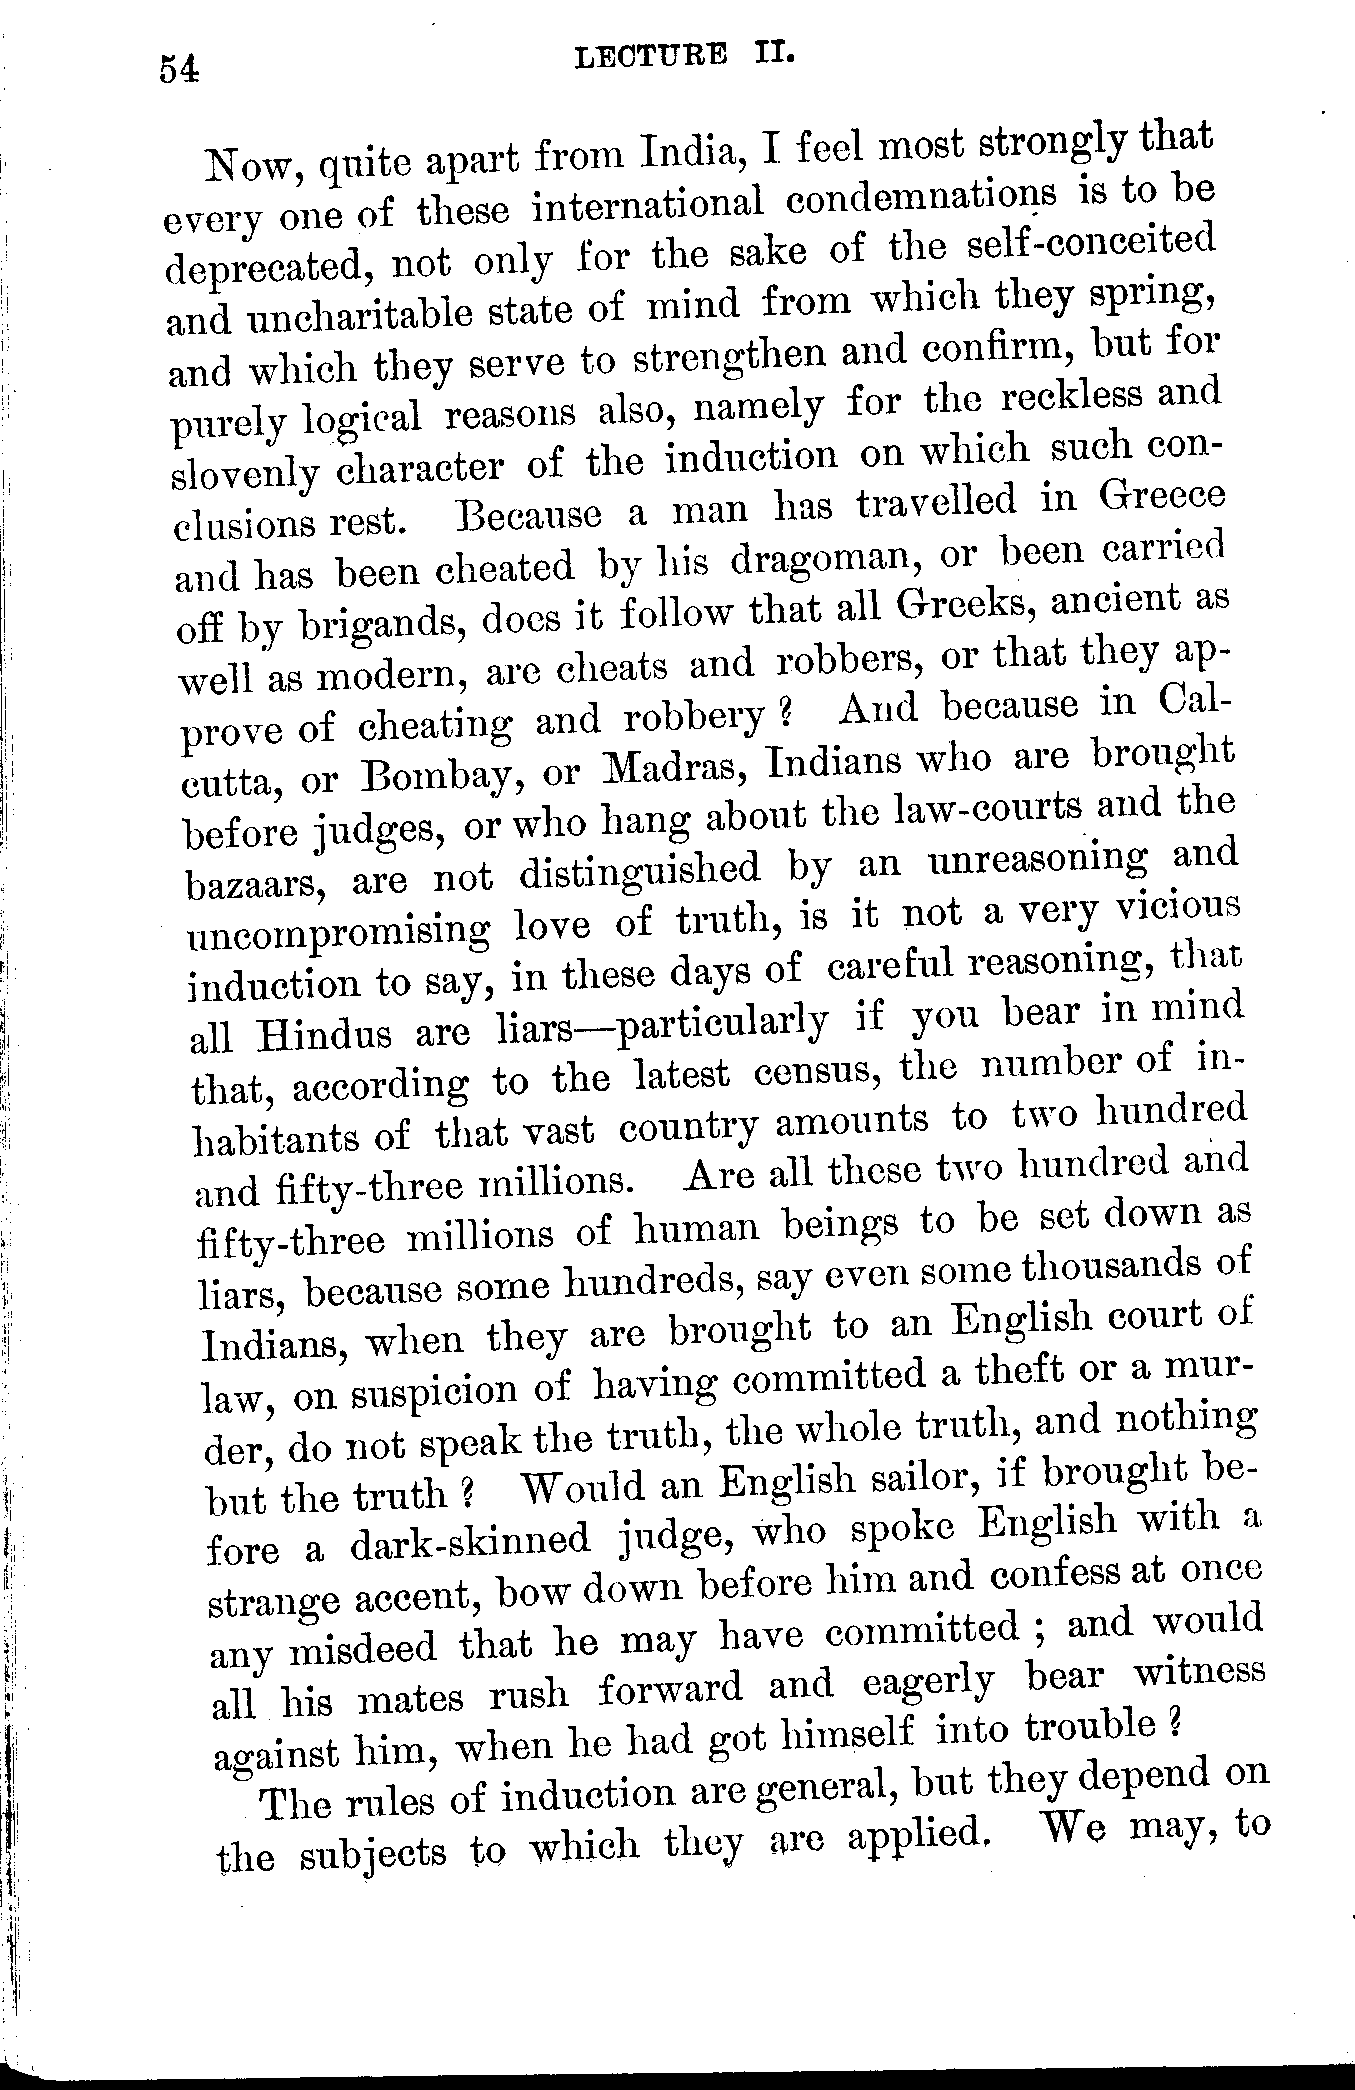 54
LECTURE II.
Now, quite apart from India, I feel most strongly that
every one of these international condemnations is to be
deprecated, not only for the sake of the self-conceited
and uncharitable state of mind from which they spring,
and which they serve to strengthen and confirm, but for
purely logical reasons also, namely for the reckless and
slovenly character of the induction on which such con-
clusions rest. Because a man has travelled in Greece
and has been cheated by his dragoman, or been carried
off by brigands, does it follow that all Greeks, ancient as
well as modern, are cheats and robbers, or that they ap-
prove of cheating and robbery ? And because in Cal-
cutta, or Bombay, or Madras, Indians who are brought
before judges, or who hang about the law-courts and the
bazaars, are not distinguished by an unreasoning and
uncompromising love of truth, is it not a very vicious
induction to say, in these days of careful reasoning, that
all Hindus are liars—particularly if you bear in mind
that, according to the latest census, the number of in-
habitants of that vast country amounts to two hundred
and fifty-three millions. Are all these two hundred and
fifty-three millions of human beings to be set down as
liars, because some hundreds, say even some thousands of
Indians, when they are brought to an English court of
law, on suspicion of having committed a theft or a mur-
der, do not speak the truth, the whole truth, and nothing
but the truth ? Would an English sailor, if brought be-
fore a dark-skinned judge, who spoke English with a
strange accent, bow down before him and confess at once
any misdeed that he may have committed ; and would
all his mates rush forward and eagerly bear witness
against him, when he had got himself into trouble ?
The rules of induction are general, but they depend on
the subjects to which they are applied. We may, to